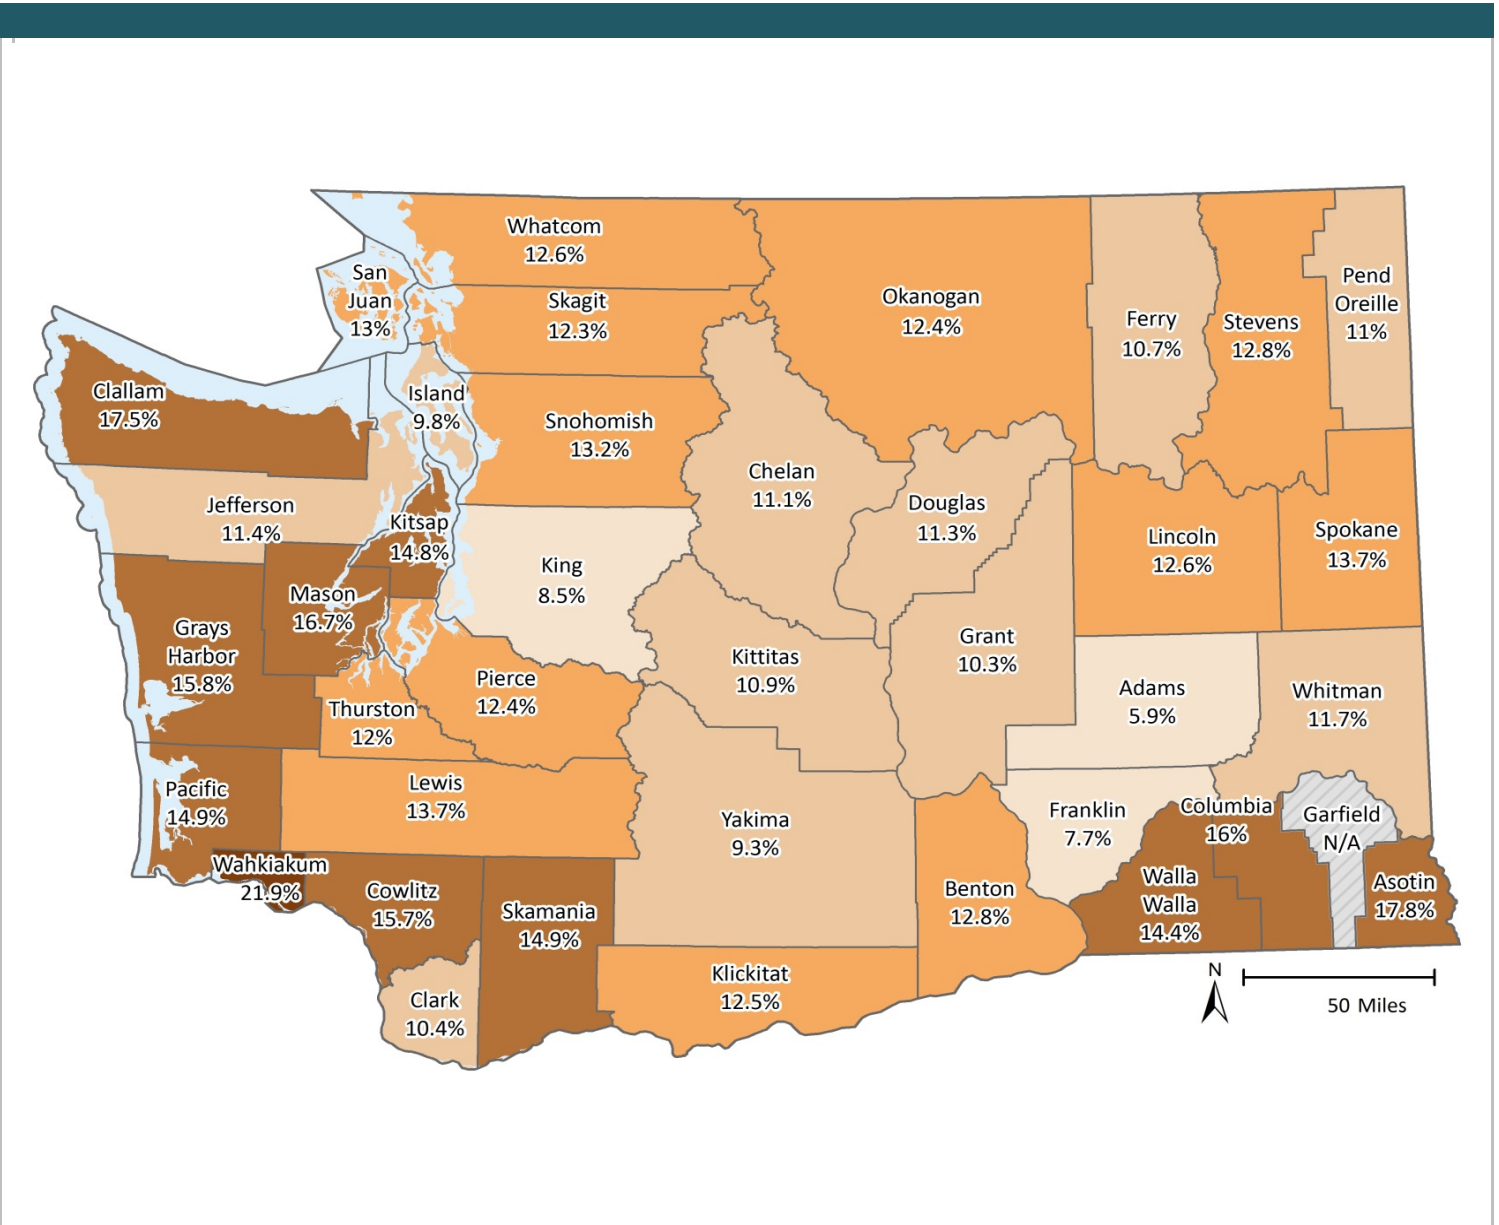 Whatcom
12.6%
San
Juan
13%
Skagit
12.3%
Okanogan
12.4%
Ferry
10.7%
Stevens
12.8%
Pend
Oreille
11%
Clallam
17.5%
Island
9.8%
Snohomish
13.2%
Chelan
11.1%
Douglas
11.3%
Jefferson
11.4%
Kitsap
14.8%
King
8.5%
Lincoln
12.6%
Spokane
13.7%
Mason
16.7%
Grays
Harbor
15.8%
Kittitas
10.9%
Grant
10.3%
Pierce
12.4%
Thurston
12%
Adams
5.9%
Whitman
11.7%
Pacific
14.9%
Lewis
13.7%
Yakima
9.3%
Franklin
7.7%
Columbia
16%
Garfield
N/A
Wahkiakum
21.9%
Cowlitz
15.7%
Skamania
14.9%
Benton
12.8%
Walla
Walla
14.4%
Asotin
17.8%
Clark
10.4%
Klickitat
12.5%
N
50 Miles